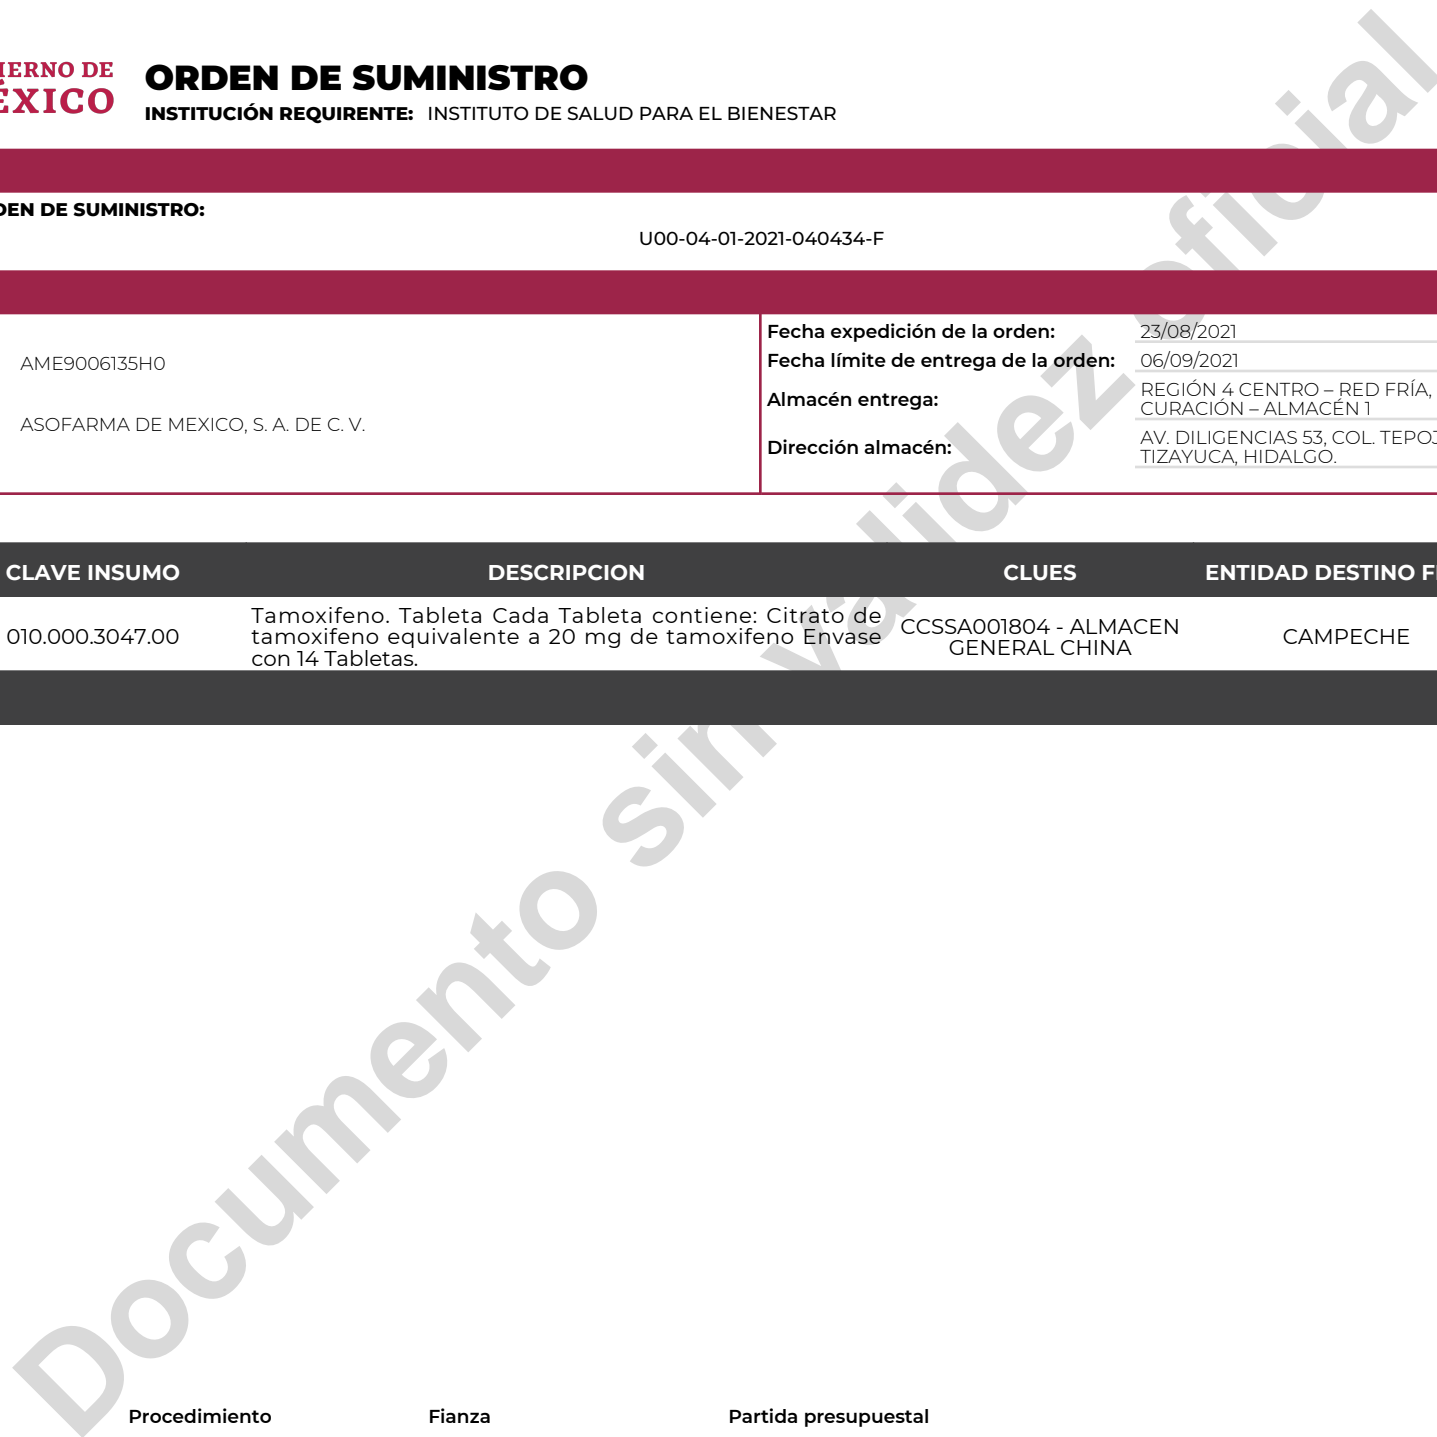 IERNO DE
ÉXICO
ORDEN DE SUMINISTRO
INSTITUCIÓN REQUIRENTE: INSTITUTO DE SALUD PARA EL BIENESTAR
DEN DE SUMINISTRO:
U00-04-01-2021-040434-F
AME9006135H0
ASOFARMA DE MEXICO, S. A. DE C. V.
Fecha expedición de la orden: 23/08/2021
Fecha límite de entrega de la orden: 06/09/2021
Almacén entrega: REGIÓN 4 CENTRO – RED FRÍA,
CURACIÓN – ALMACÉN 1
Dirección almacén: AV. DILIGENCIAS 53, COL. TEPOJ
TIZAYUCA, HIDALGO.
CLAVE INSUMO DESCRIPCION CLUES ENTIDAD DESTINO FI
010.000.3047.00
Tamoxifeno. Tableta Cada Tableta contiene: Citrato de
tamoxifeno equivalente a 20 mg de tamoxifeno Envase
con 14 Tabletas.
CCSSA001804 - ALMACEN
GENERAL CHINA
CAMPECHE
Documento sin validez oficial
Procedimiento Fianza Partida presupuestal